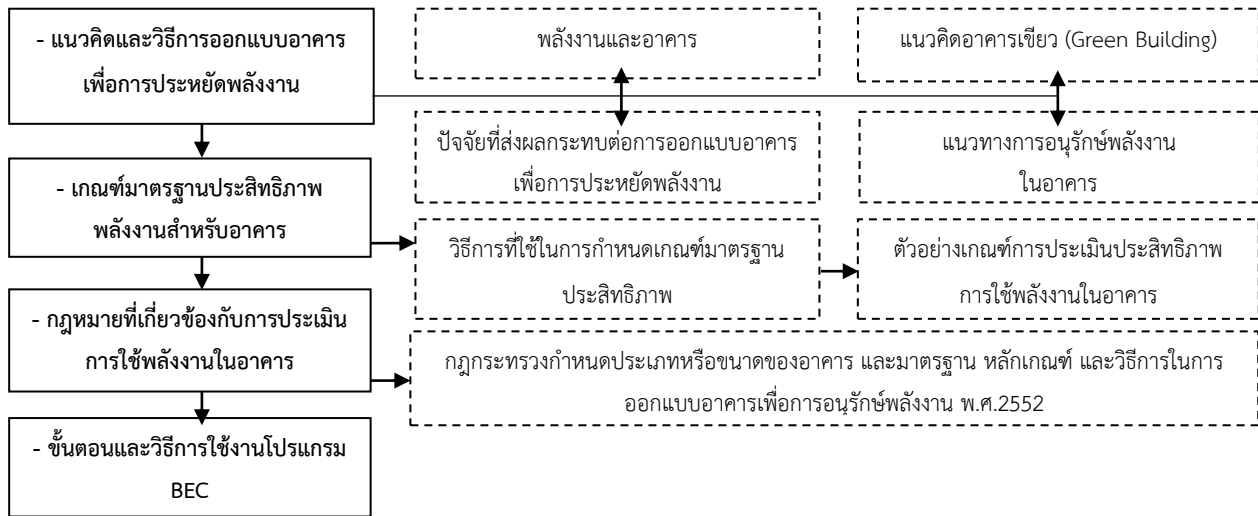 - แนวคิดและวิธีการออกแบบอาคาร
เพื่อการประหยัดพลังงาน
พลังงานและอาคาร
แนวคิดอาคารเขียว (Green Building)
ปัจจัยที่ส่งผลกระทบต่อการออกแบบอาคาร
เพื่อการประหยัดพลังงาน
แนวทางการอนุรักษ์พลังงาน
ในอาคาร
- เกณฑ์มาตรฐานประสิทธิภาพ
พลังงานสำหรับอาคาร
วิธีการที่ใช้ในการกำหนดเกณฑ์มาตรฐาน
ประสิทธิภาพ
ตัวอย่างเกณฑ์การประเมินประสิทธิภาพ
การใช้พลังงานในอาคาร
- กฎหมายที่เกี่ยวข้องกับการประเมิน
การใช้พลังงานในอาคาร
กฎกระทรวงกำหนดประเภทหรือขนาดของอาคาร และมาตรฐาน หลักเกณฑ์ และวิธีการในการ
ออกแบบอาคารเพื่อการอนุรักษ์พลังงาน พ.ศ.2552
- ขั้นตอนและวิธีการใช้งานโปรแกรม
BEC